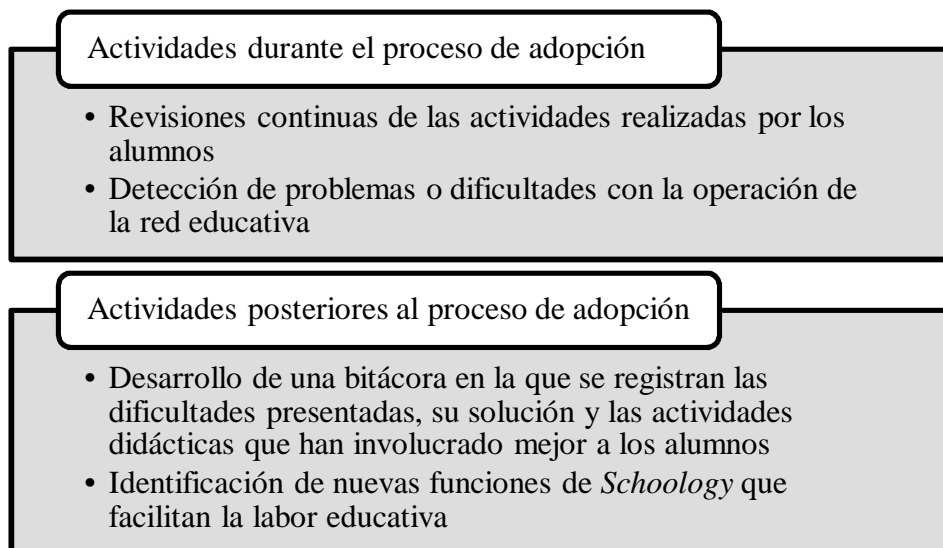 Actividades durante el proceso de adopción
• Revisiones continuas de las actividades realizadas por los
alumnos
• Detección de problemas o dificultades con la operación de
la red educativa
Actividades posteriores al proceso de adopción
• Desarrollo de una bitácora en la que se registran las
dificultades presentadas, su solución y las actividades
didácticas que han involucrado mejor a los alumnos
• Identificación de nuevas funciones de Schoology que
facilitan la labor educativa